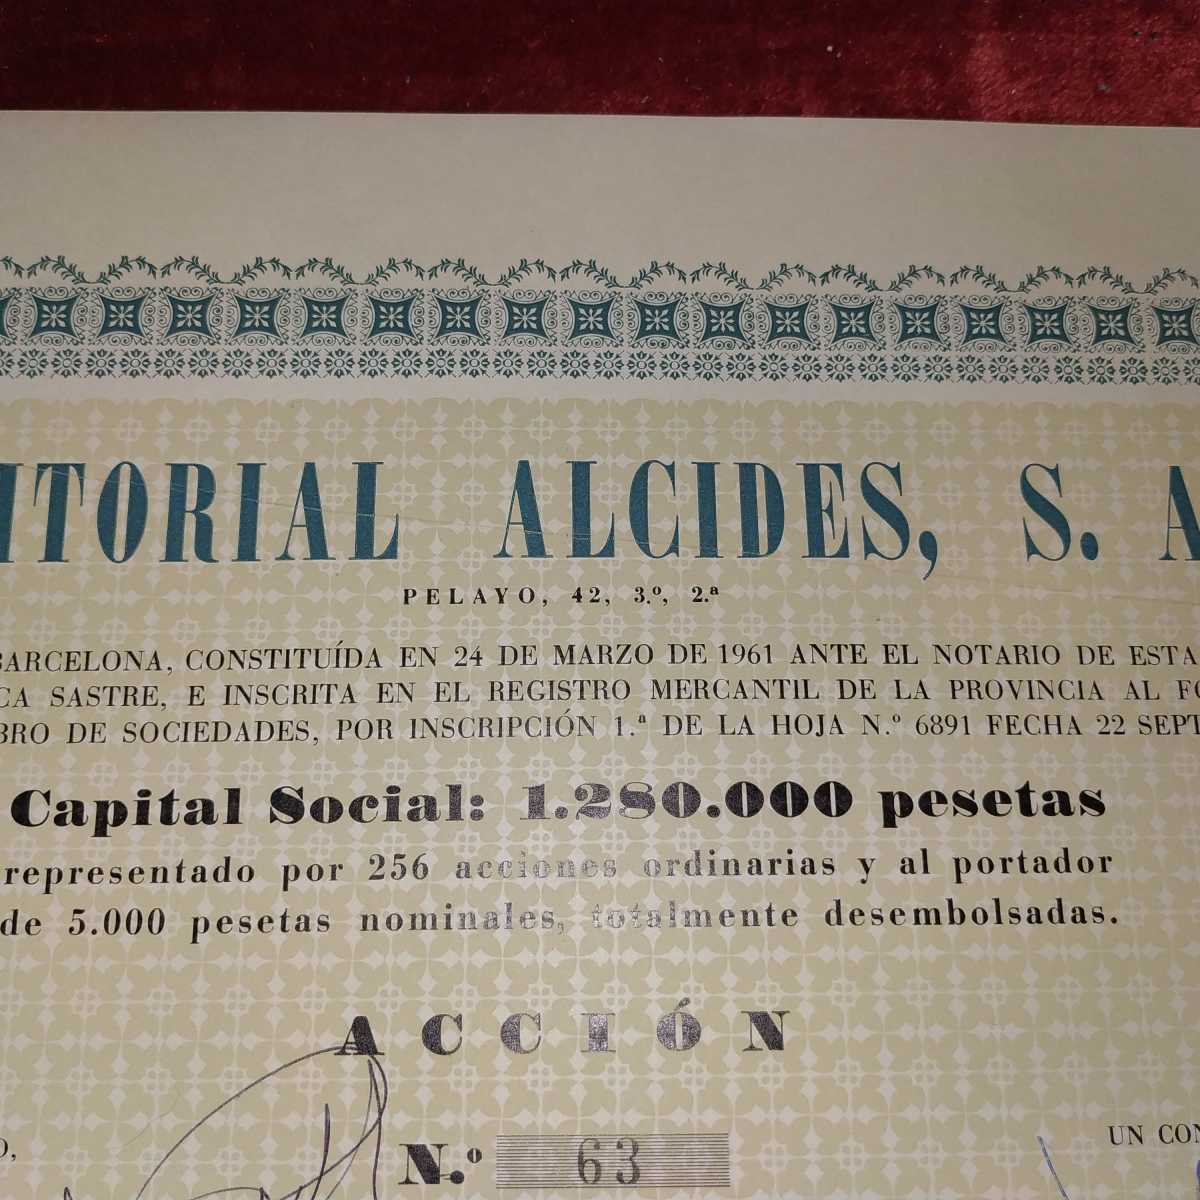 ITORIAL ALCIDES, S. A
PELAYO, 42, 3.º, 2.ª
BARCELONA, CONSTITUÍDA EN 24 DE MARZO DE 1961 ANTE EL NOTARIO DE ESTA
CA SASTRE, E INSCRITA EN EL REGISTRO MERCANTIL DE LA PROVINCIA AL FO
BRO DE SOCIEDADES, POR INSCRIPCIÓN 1.ª DE LA HOJA N.º 6891 FECHA 22 SEPT
Capital Social: 1.280.000 pesetas
representado por 256 acciones ordinarias y al portador
de 5.000 pesetas nominales, totalmente desembolsadas.
ACCIÓN
O,
UN CON
N.º 63